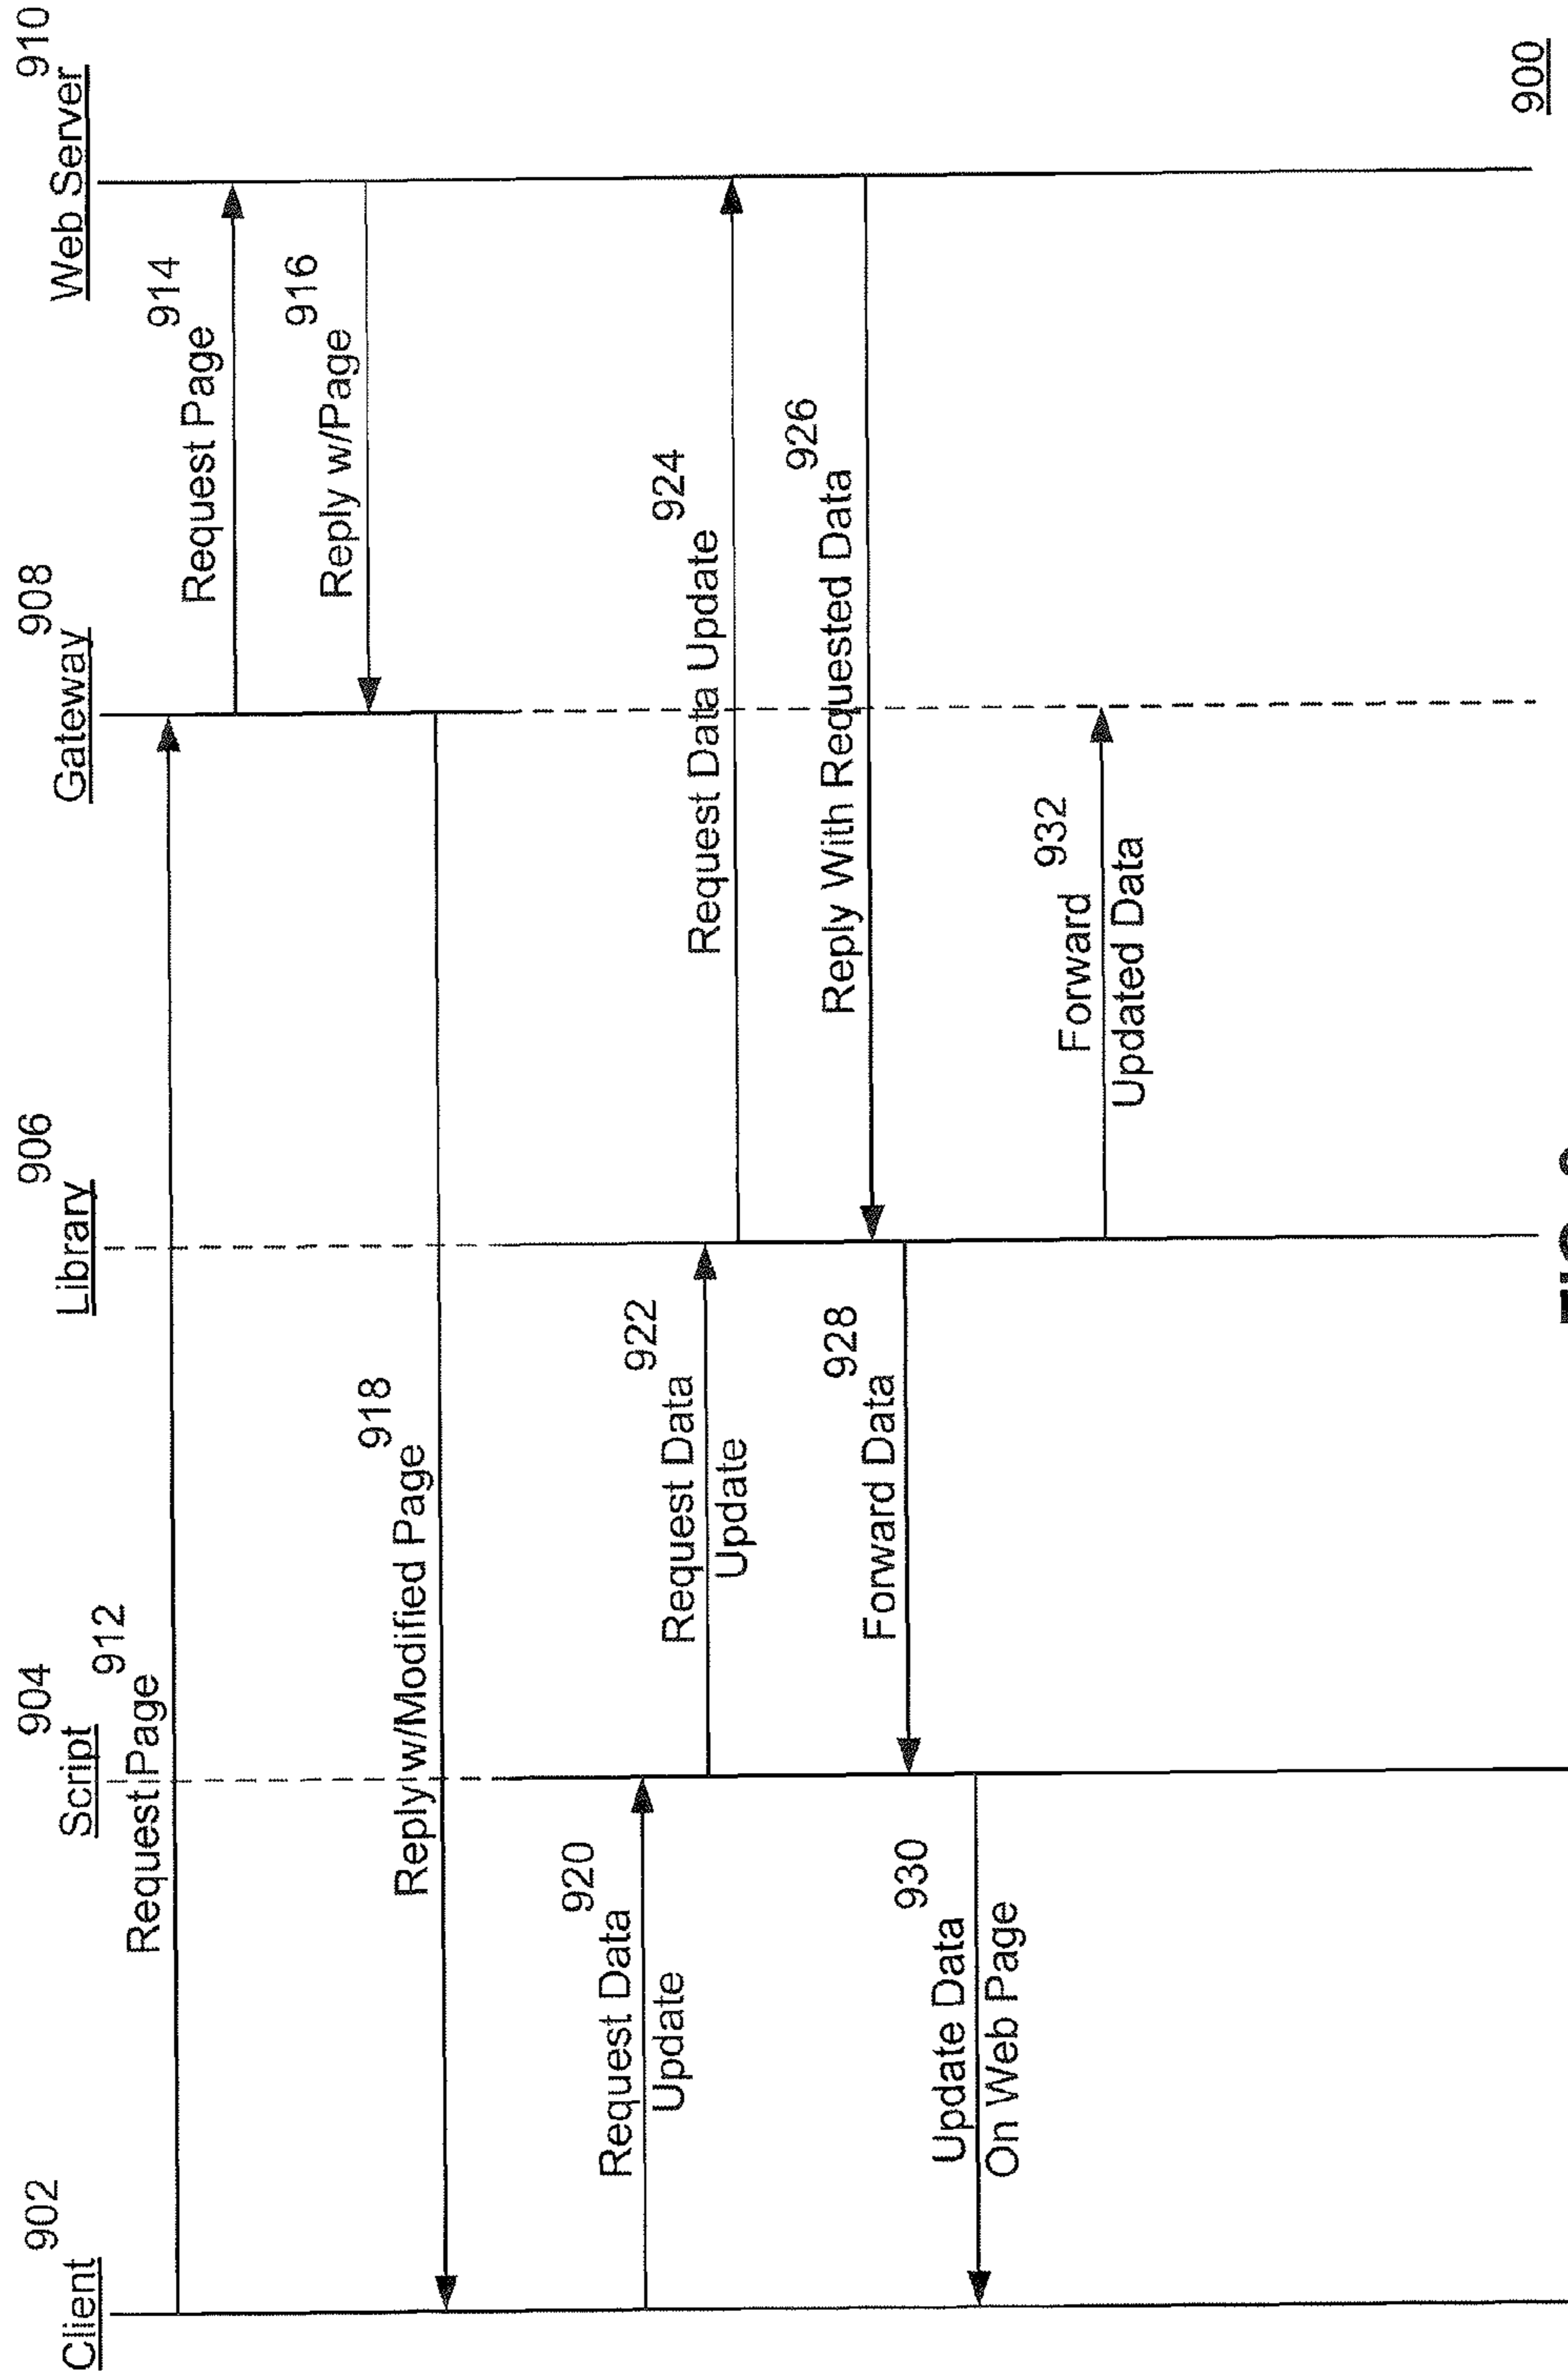 902
Client
904
Script
906
Library
908
Gateway
910
Web Server
912
Request Page
914
Request Page
916
Reply w/Page
918
Reply w/Modified Page
920
Request Data
Update
922
Request Data
Update
924
Request Data Update
926
Reply With Requested Data
928
Forward Data
930
Update Data
On Web Page
932
Forward
Updated Data
900